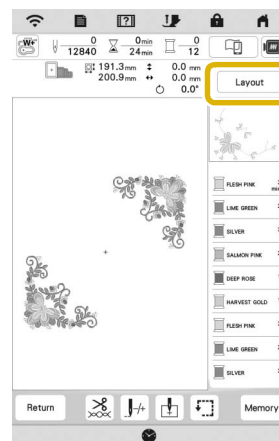 W+
0
12840
0min
24min
0
12
191.3mm
200.9mm
0.0 mm
0.0 mm
0.0°
Layout
FLESH PINK
LIME GREEN
SILVER
SALMON PINK
DEEP ROSE
HARVEST GOLD
FLESH PINK
LIME GREEN
SILVER
Return
-/+
Memory